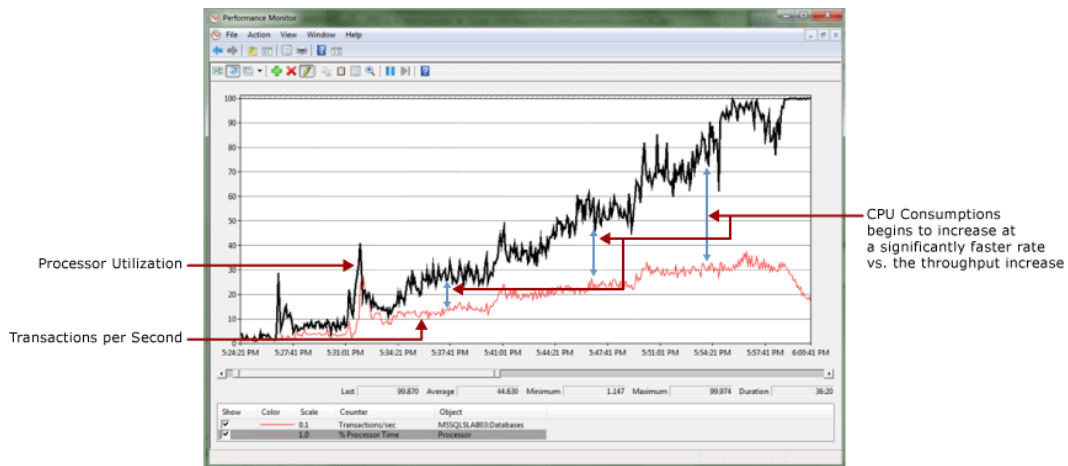 Performance Monitor
File Action View Window Help
100
90
80
70
60
50
40
30
20
10
0
5:24:21 PM 5:27:41 PM 5:31:01 PM 5:34:21 PM 5:37:41 PM 5:41:01 PM 5:44:21 PM 5:47:41 PM 5:51:01 PM 5:54:21 PM 5:57:41 PM 6:00:41 PM
Processor Utilization
Transactions per Second
CPU Consumptions
begins to increase at
a significantly faster rate
vs. the throughput increase
Last 99.870 Average 44.630 Minimum 1.147 Maximum 99.974 Duration 36:20
Show Color Scale Counter Object
0.1 Transactions/sec MSSQLSLAB03:Databases
1.0 % Processor Time Processor